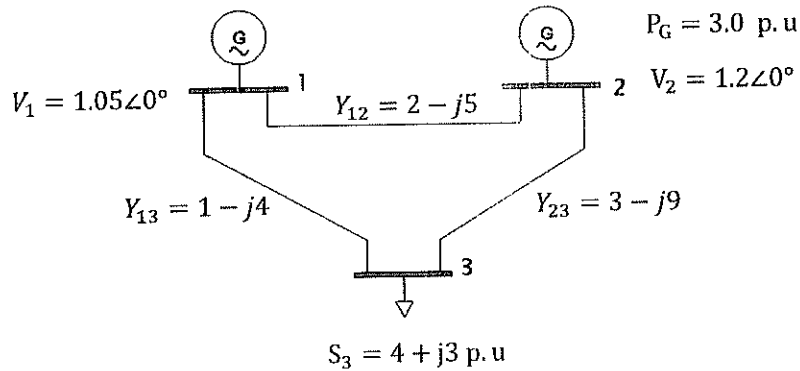 G
G
P_G = 3.0 p.u
1
2
V_1 = 1.05∠0°
V_2 = 1.2∠0°
Y_12 = 2 − j5
Y_13 = 1 − j4
Y_23 = 3 − j9
3
S_3 = 4 + j3 p.u